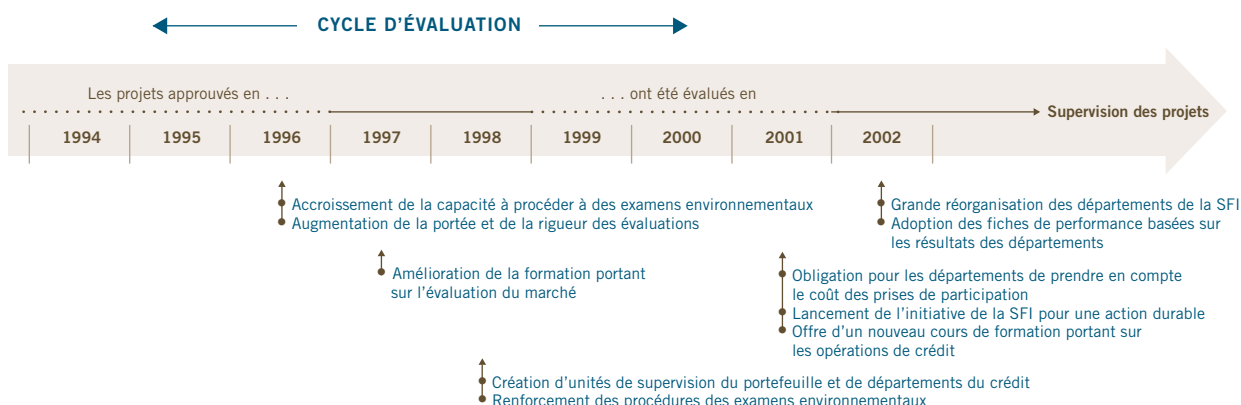 CYCLE D'ÉVALUATION
Les projets approuvés en . . .
. . . ont été évalués en
Supervision des projets
1994 1995 1996 1997 1998 1999 2000 2001 2002
Accroissement de la capacité à procéder à des examens environnementaux
Augmentation de la portée et de la rigueur des évaluations
Grande réorganisation des départements de la SFI
Adoption des fiches de performance basées sur
les résultats des départements
Amélioration de la formation portant
sur l'évaluation du marché
Obligation pour les départements de prendre en compte
le coût des prises de participation
Lancement de l'initiative de la SFI pour une action durable
Offre d'un nouveau cours de formation portant sur
les opérations de crédit
Création d'unités de supervision du portefeuille et de départements du crédit
Renforcement des procédures des examens environnementaux